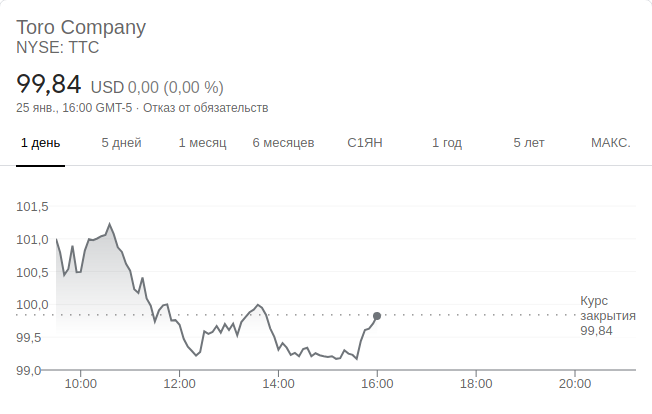 Toro Company
NYSE: TTC
99,84 USD 0,00 (0,00 %)
25 янв., 16:00 GMT-5 · Отказ от обязательств
1 день 5 дней 1 месяц 6 месяцев С1ЯН 1 год 5 лет МАКС.
101,5
101,0
100,5
100,0
99,5
99,0
Курс
закрытия
99,84
10:00 12:00 14:00 16:00 18:00 20:00